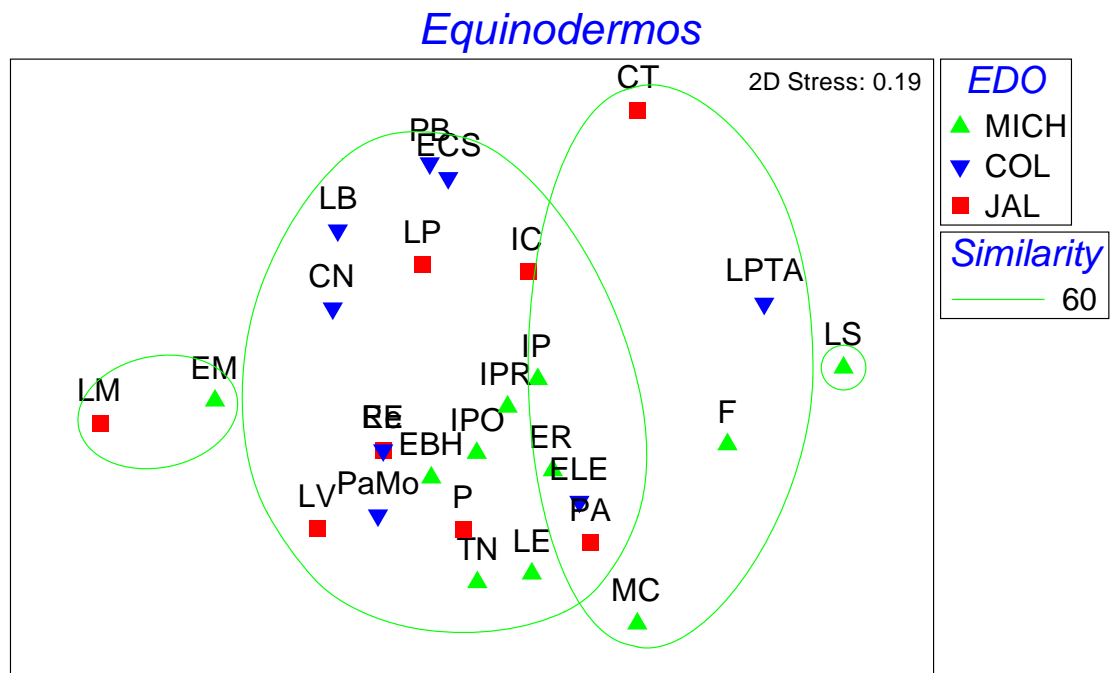 Equinodermos
2D Stress: 0.19
CT
PB
ECS
LB
LP
IC
CN
LPTA
LS
IP
EM
IPR
LM
F
IPO
EBH
ER
ELE
PaMo
LV
P
PA
TN
LE
MC
EDO
MICH
COL
JAL
Similarity
60